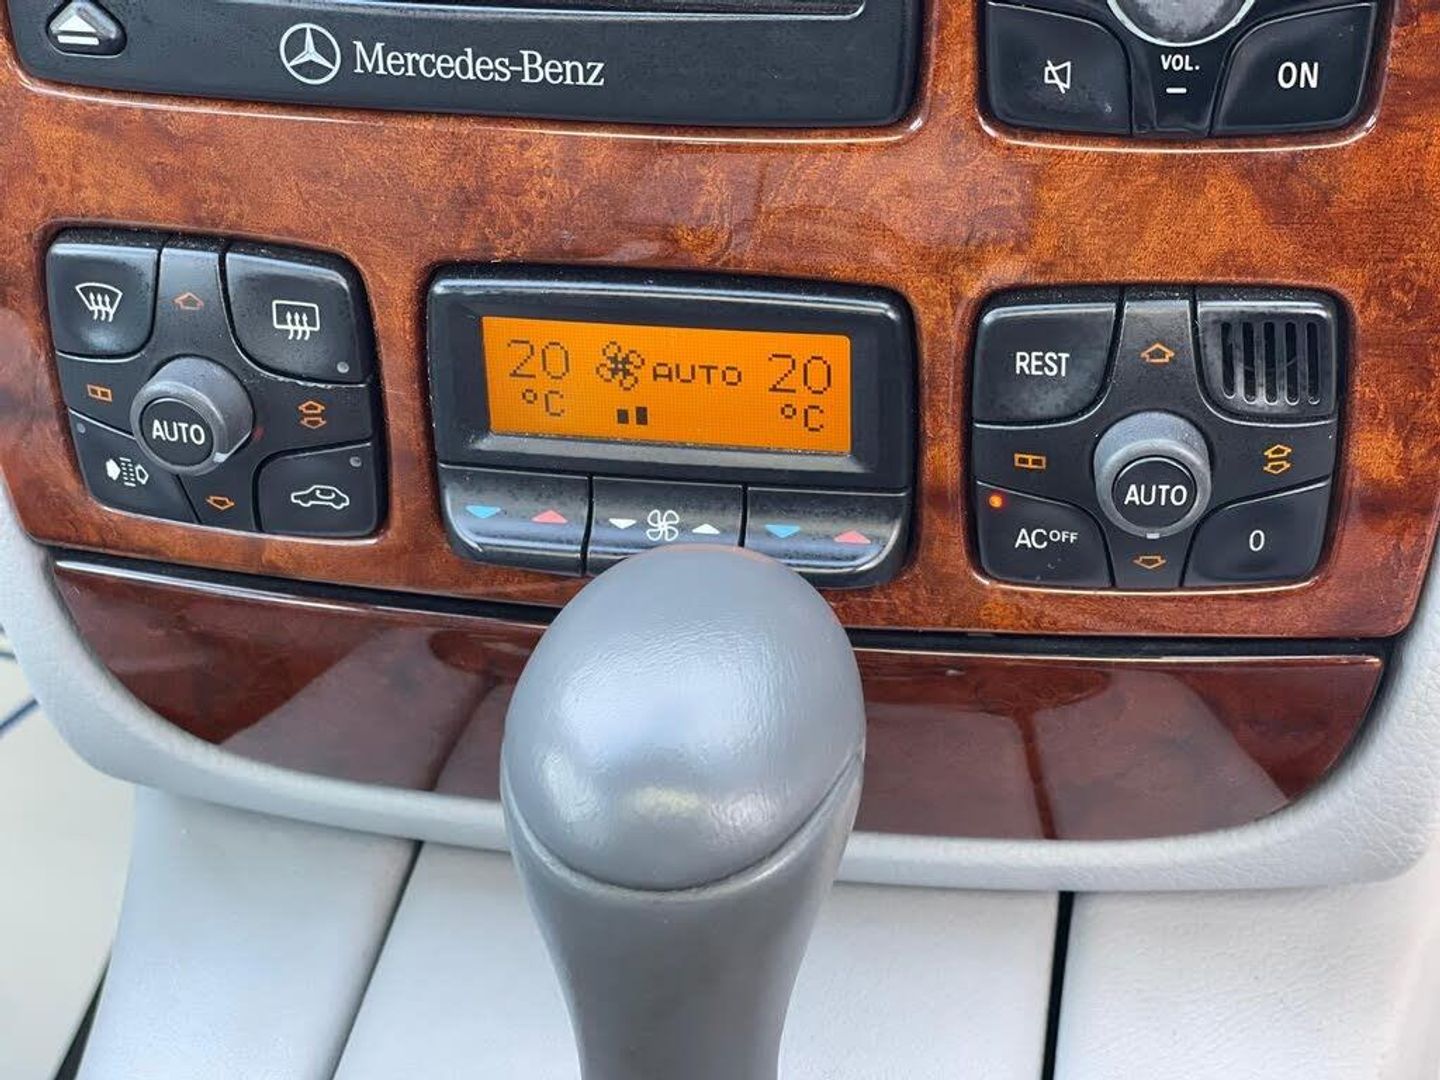 Mercedes-Benz
VOL.
ON
20 °C
AUTO
20 °C
AUTO
REST
AUTO
AC OFF
0